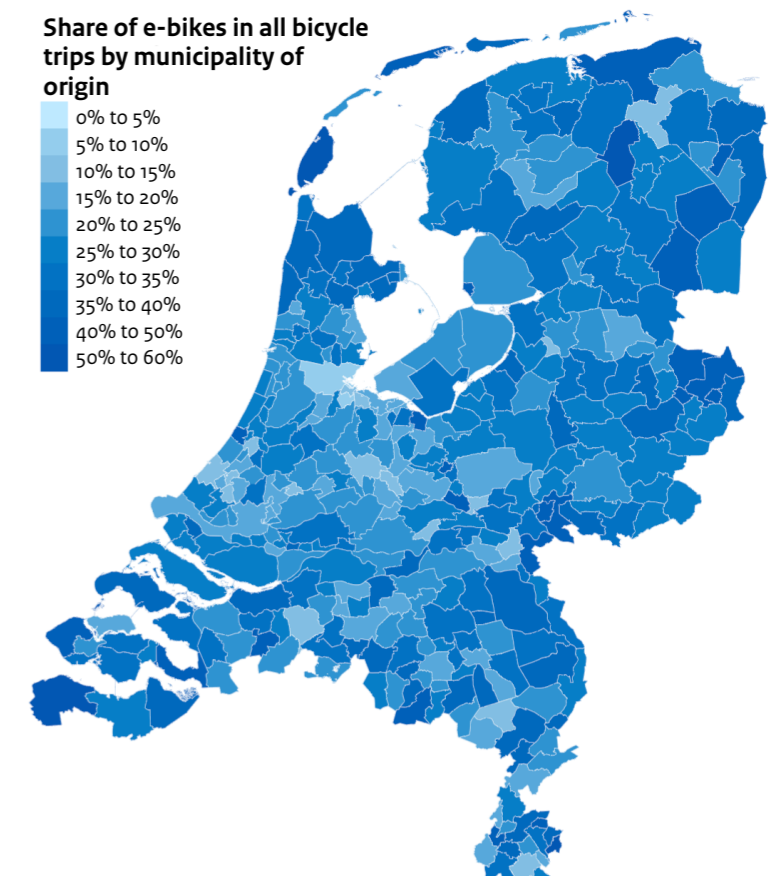 Share of e-bikes in all bicycle
trips by municipality of
origin
0% to 5%
5% to 10%
10% to 15%
15% to 20%
20% to 25%
25% to 30%
30% to 35%
35% to 40%
40% to 50%
50% to 60%